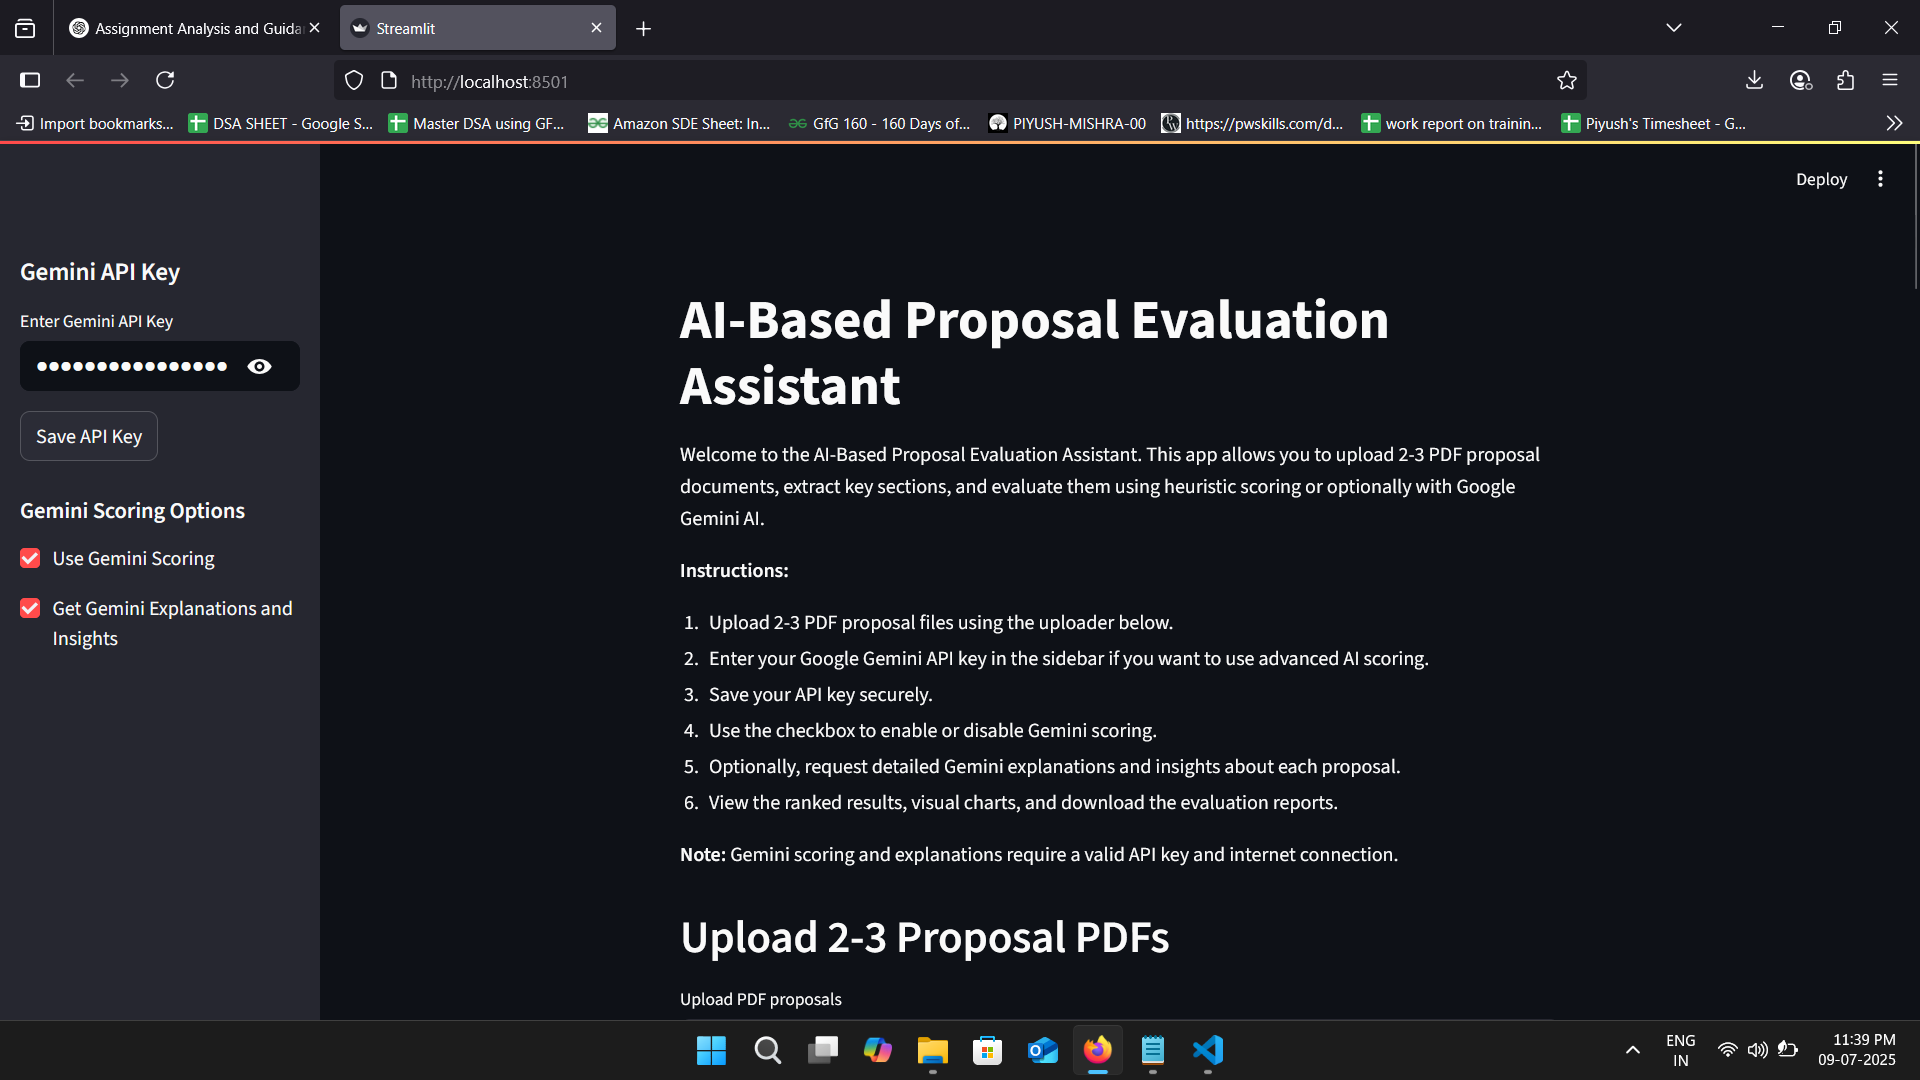 Assignment Analysis and Guida
Streamlit
http://localhost:8501
Import bookmarks...
DSA SHEET - Google S...
Master DSA using GF...
Amazon SDE Sheet: In...
GfG 160 - 160 Days of...
PIYUSH-MISHRA-00
https://pwskills.com/d...
work report on trainin...
Piyush's Timesheet - G...
Deploy
Gemini API Key
Enter Gemini API Key
Save API Key
Gemini Scoring Options
Use Gemini Scoring
Get Gemini Explanations and
Insights
AI-Based Proposal Evaluation
Assistant
Welcome to the AI-Based Proposal Evaluation Assistant. This app allows you to upload 2-3 PDF proposal
documents, extract key sections, and evaluate them using heuristic scoring or optionally with Google
Gemini AI.
Instructions:
1. Upload 2-3 PDF proposal files using the uploader below.
2. Enter your Google Gemini API key in the sidebar if you want to use advanced AI scoring.
3. Save your API key securely.
4. Use the checkbox to enable or disable Gemini scoring.
5. Optionally, request detailed Gemini explanations and insights about each proposal.
6. View the ranked results, visual charts, and download the evaluation reports.
Note: Gemini scoring and explanations require a valid API key and internet connection.
Upload 2-3 Proposal PDFs
Upload PDF proposals
ENG
IN
11:39 PM
09-07-2025